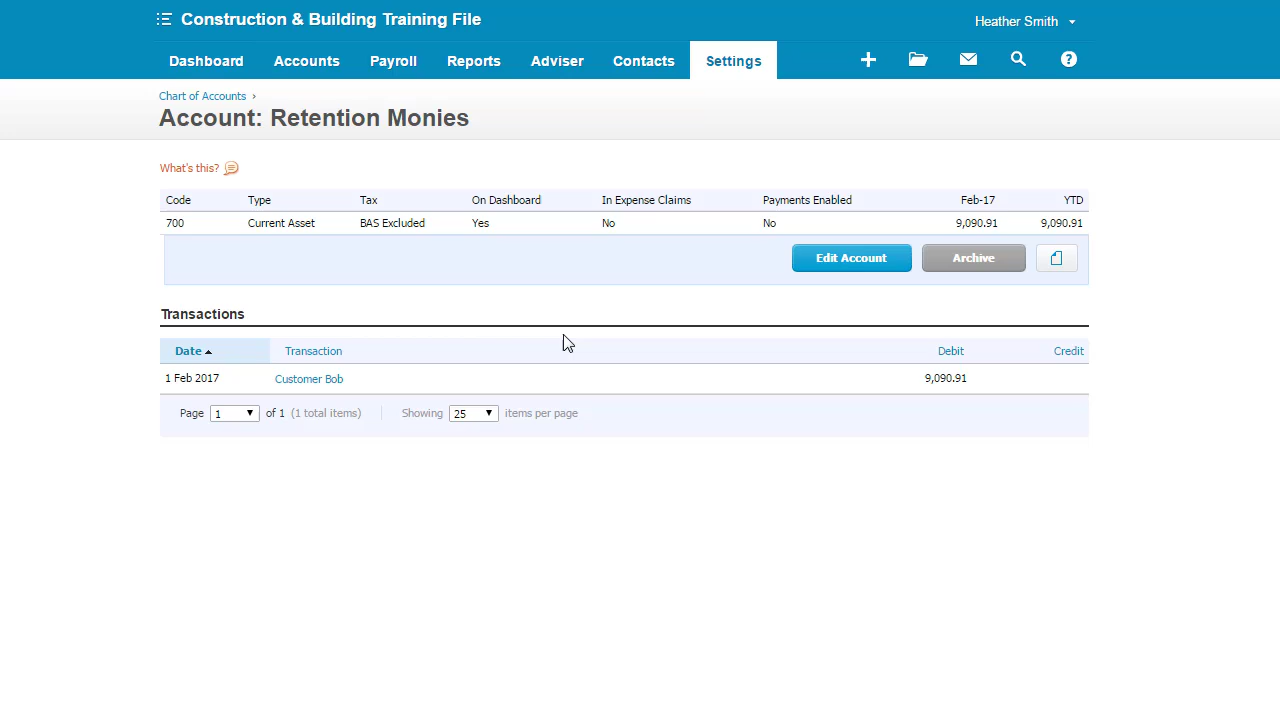 Construction & Building Training File
Heather Smith
Dashboard Accounts Payroll Reports Adviser Contacts Settings
Chart of Accounts ›
Account: Retention Monies
What's this?
Code Type Tax On Dashboard In Expense Claims Payments Enabled Feb-17 YTD
700 Current Asset BAS Excluded Yes No No 9,090.91 9,090.91
Edit Account Archive
Transactions
Date Transaction Debit Credit
1 Feb 2017 Customer Bob 9,090.91
Page 1 of 1 (1 total items) Showing 25 items per page